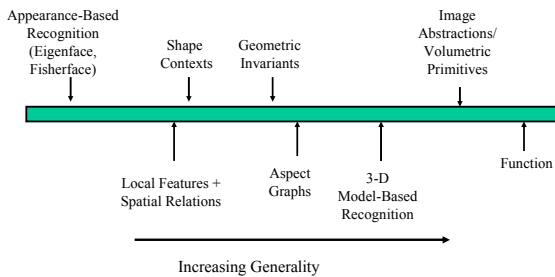 Appearance-Based
Recognition
(Eigenface,
Fisherface)
Shape
Contexts
Geometric
Invariants
Image
Abstractions/
Volumetric
Primitives
Local Features +
Spatial Relations
Aspect
Graphs
3-D
Model-Based
Recognition
Function
Increasing Generality